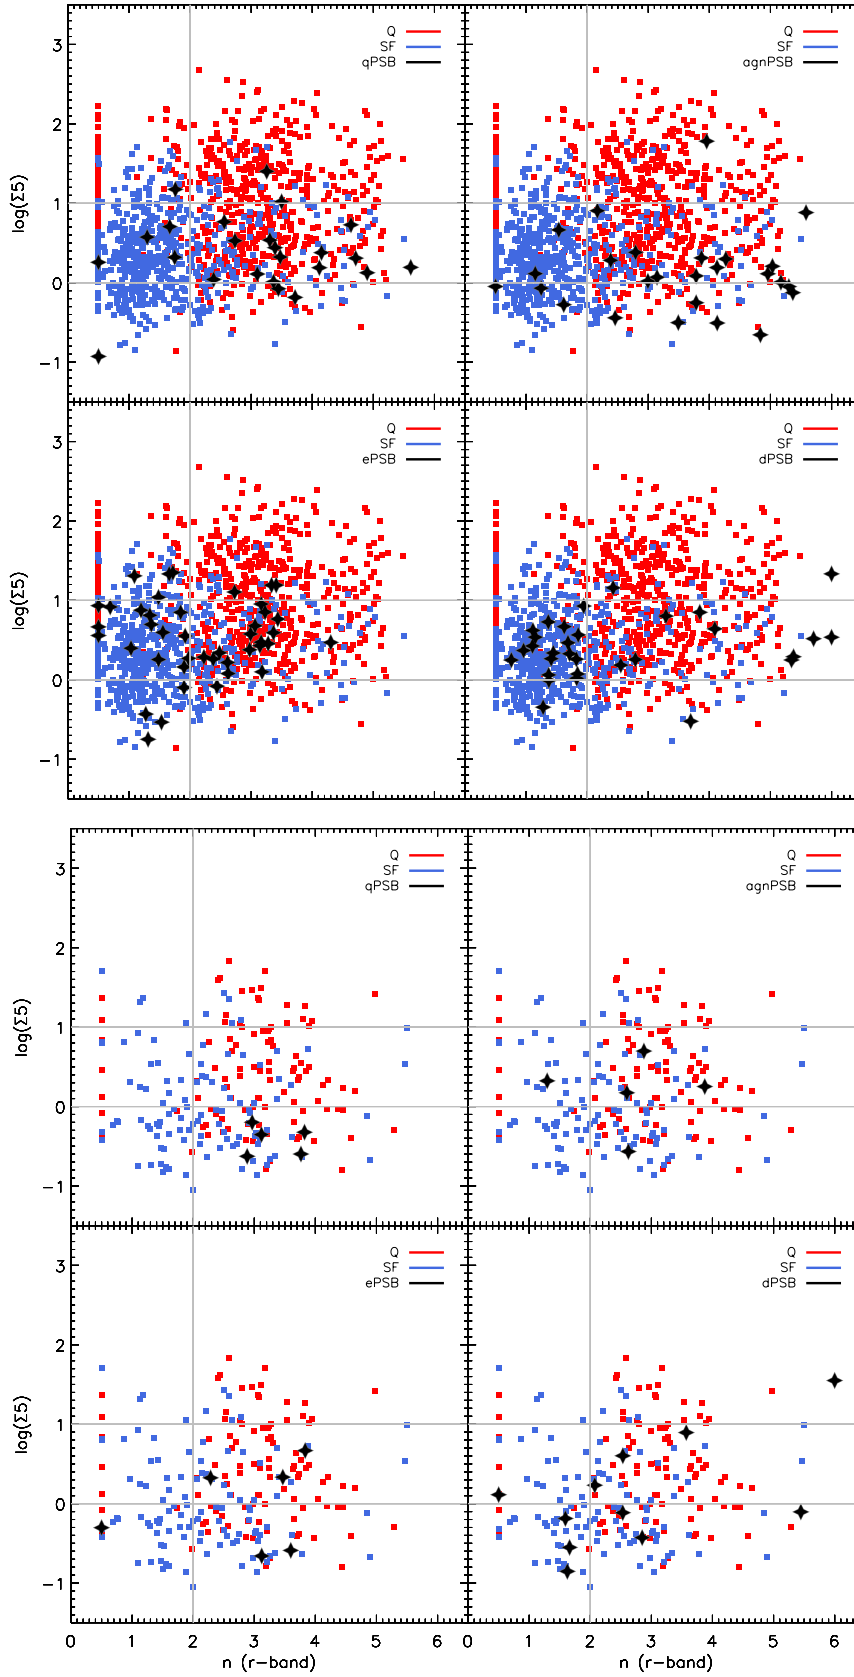 Q Q
SF SF
qPSB agnPSB
3
2
1
0
−1
log(Σ5)
Q Q
SF SF
ePSB dPSB
3
2
1
0
−1
log(Σ5)
Q Q
SF SF
qPSB agnPSB
3
2
1
0
−1
log(Σ5)
Q Q
SF SF
ePSB dPSB
3
2
1
0
−1
log(Σ5)
0 1 2 3 4 5 6 0 1 2 3 4 5 6
n (r−band) n (r−band)